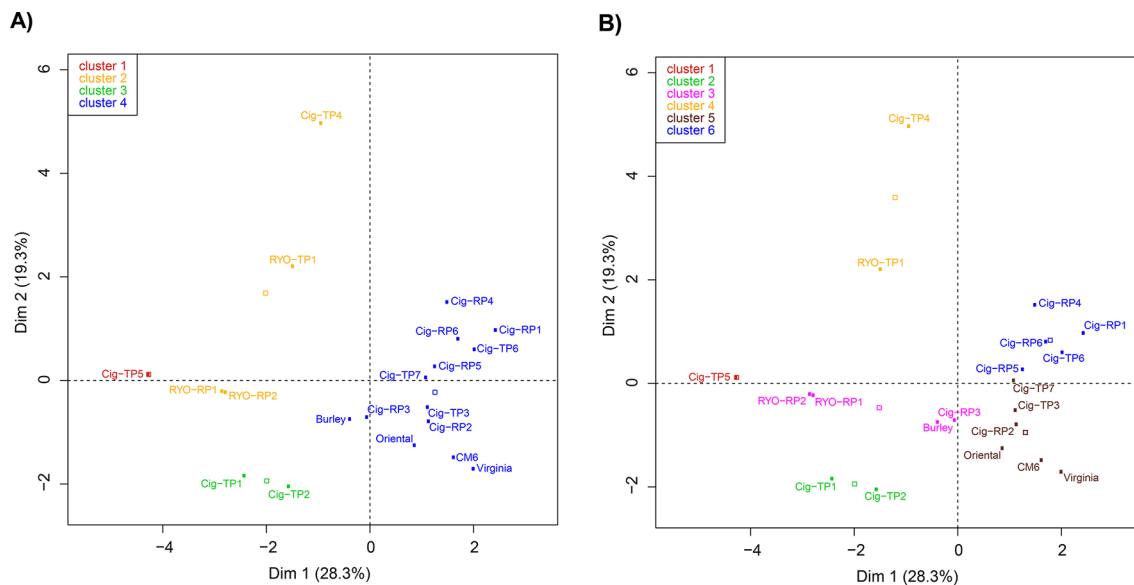 A)
cluster 1
cluster 2
cluster 3
cluster 4
6
4
2
0
−2
Dim 2 (19.3%)
Cig−TP4
RYO−TP1
Cig−RP4
Cig−RP1
Cig−RP6
Cig−TP6
Cig−RP5
Cig−TP7
Cig−TP5
RYO−RP1
RYO−RP2
Burley
Cig−RP3
Cig−TP3
Cig−RP2
Oriental
CM6
Virginia
Cig−TP1
Cig−TP2
−4
−2
0
2
Dim 1 (28.3%)
B)
cluster 1
cluster 2
cluster 3
cluster 4
cluster 5
cluster 6
6
4
2
0
−2
Dim 2 (19.3%)
Cig−TP4
RYO−TP1
Cig−RP4
Cig−RP1
Cig−RP6
Cig−TP6
Cig−RP5
Cig−TP7
Cig−TP5
RYO−RP2
RYO−RP1
Cig−RP3
Cig−TP3
Burley
Cig−RP2
Oriental
CM6
Virginia
Cig−TP1
Cig−TP2
−4
−2
0
2
Dim 1 (28.3%)